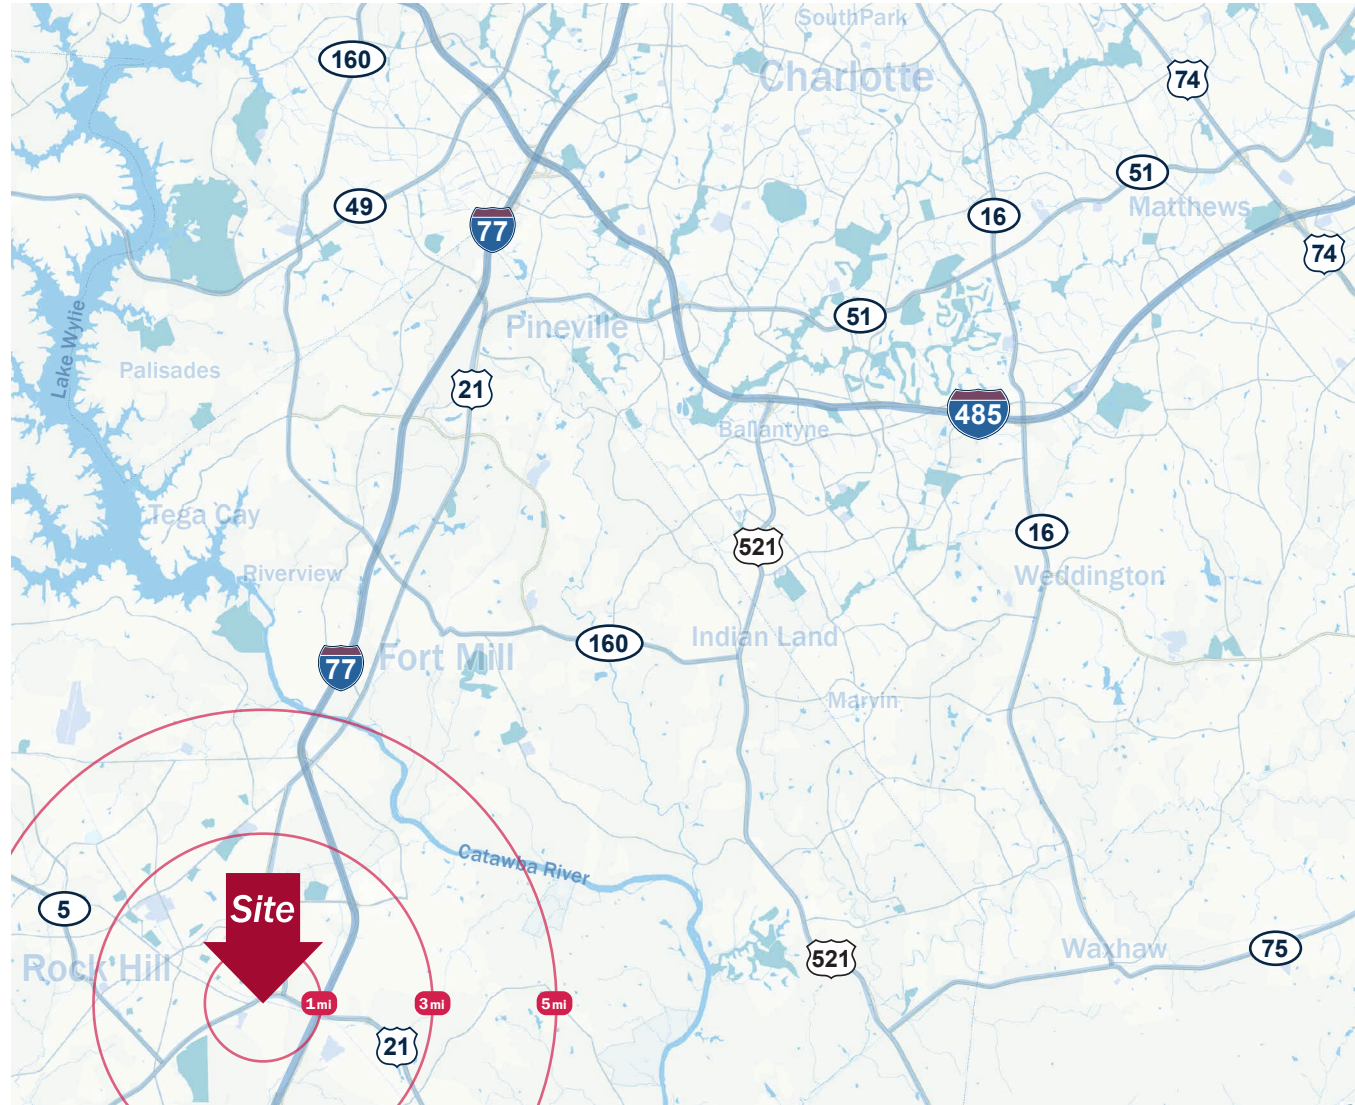 SouthPark
160
Charlotte
74
51
49
16
Matthews
77
74
51
Pineville
Lake Wylie
Palisades
21
485
Ballantyne
Tega Cay
16
521
Riverview
Weddington
160
Indian Land
77
Fort Mill
Marvin
Catawba River
5
Site
Rock Hill
521
Waxhaw
75
1mi
3mi
5mi
21